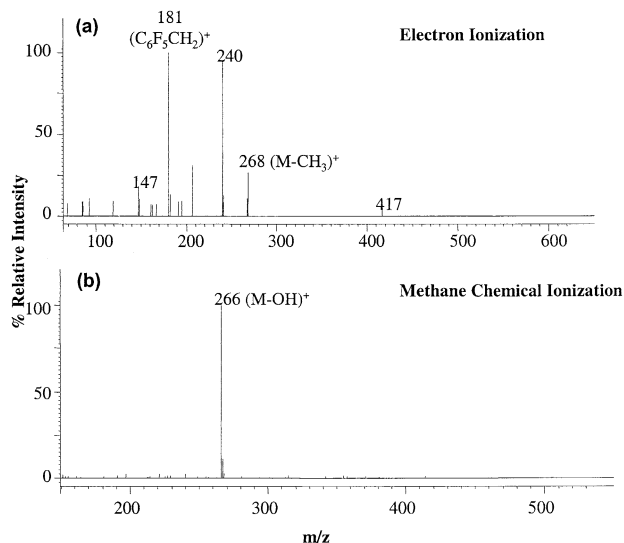 (a)
Electron Ionization
181
(C₆F₅CH₂)⁺
240
268 (M-CH₃)⁺
147
417
100
50
0
100 200 300 400 500 600
% Relative Intensity
(b)
Methane Chemical Ionization
266 (M-OH)⁺
100
50
0
200 300 400 500
m/z